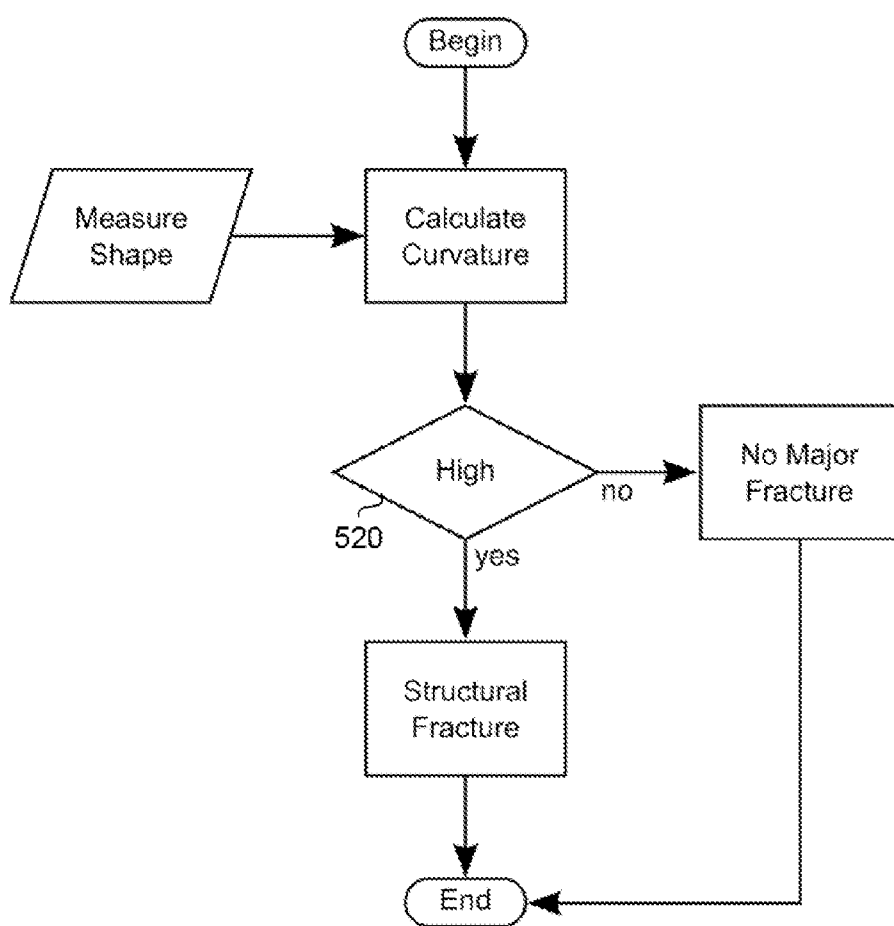 Begin
Measure
Shape
Calculate
Curvature
High
no
No Major
Fracture
520
yes
Structural
Fracture
End